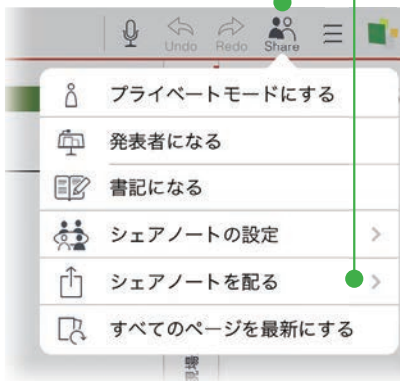 Undo Redo Share
プライベートモードにする
発表者になる
書記になる
シェアノートの設定
シェアノートを配る
すべてのページを最新にする
現場